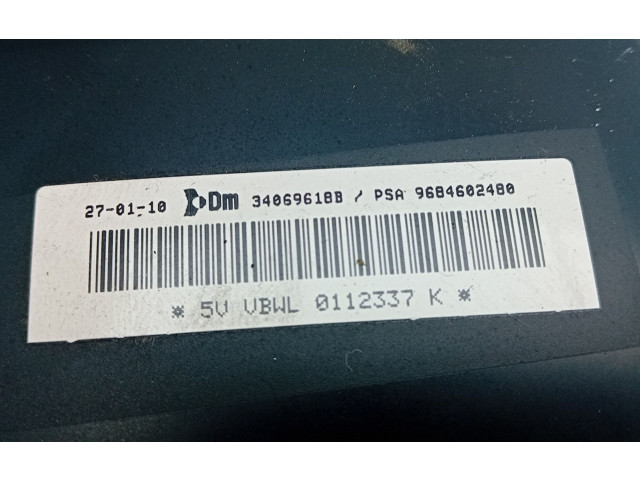 27-01-10 Dm 34069618B / PSA 9684602480
* 5V VBWL 0112337 K *